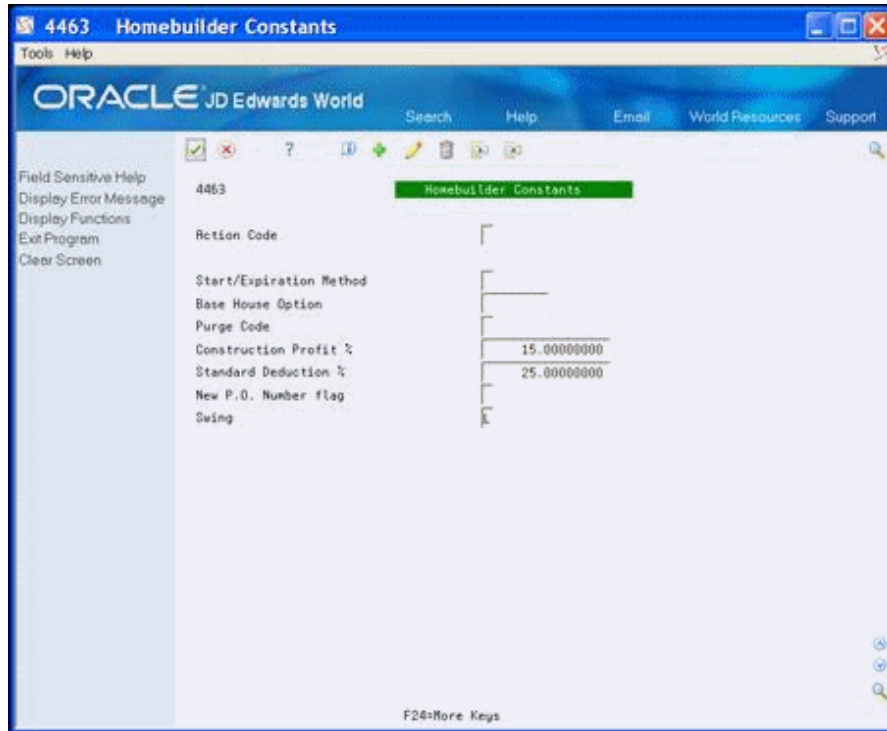 4463 Homebuilder Constants
Tools Help
ORACLE JD Edwards World
Search Help Email World Resources Support
Field Sensitive Help
Display Error Message
Display Functions
Exit Program
Clear Screen
4463 Homebuilder Constants
Action Code
Start/Expiration Method
Base House Option
Purge Code
Construction Profit % 15.00000000
Standard Deduction % 25.00000000
New P.O. Number flag
Swing
F24=More Keys